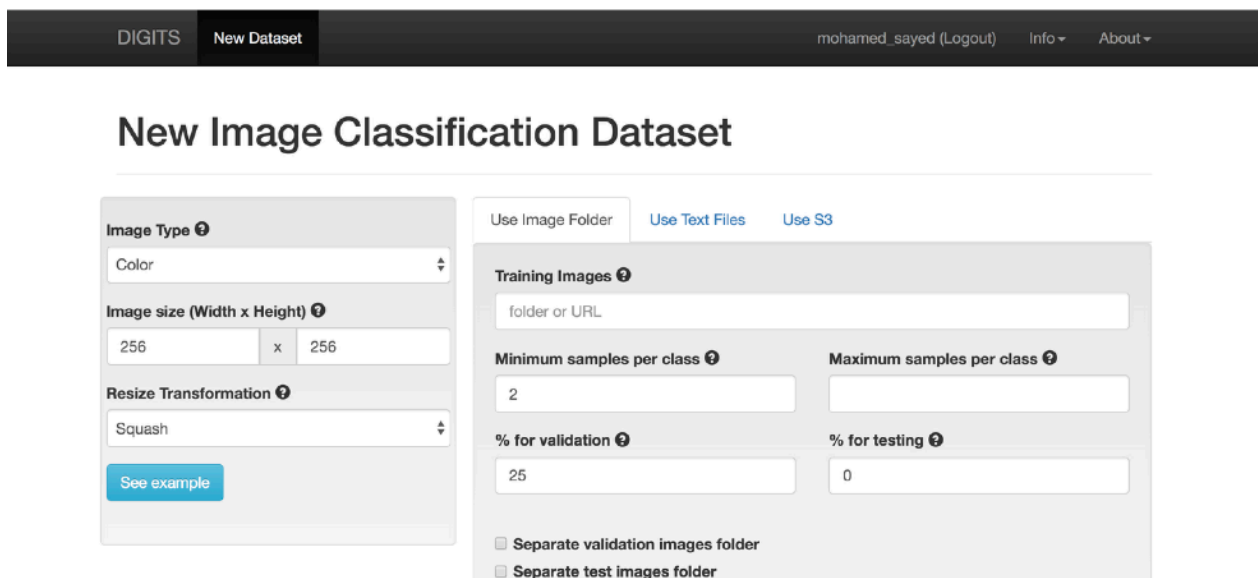 DIGITS New Dataset mohamed_sayed (Logout) Info About
New Image Classification Dataset
Image Type
Color
Image size (Width x Height)
256 x 256
Resize Transformation
Squash
See example
Use Image Folder Use Text Files Use S3
Training Images
folder or URL
Minimum samples per class Maximum samples per class
2
% for validation % for testing
25 0
Separate validation images folder
Separate test images folder